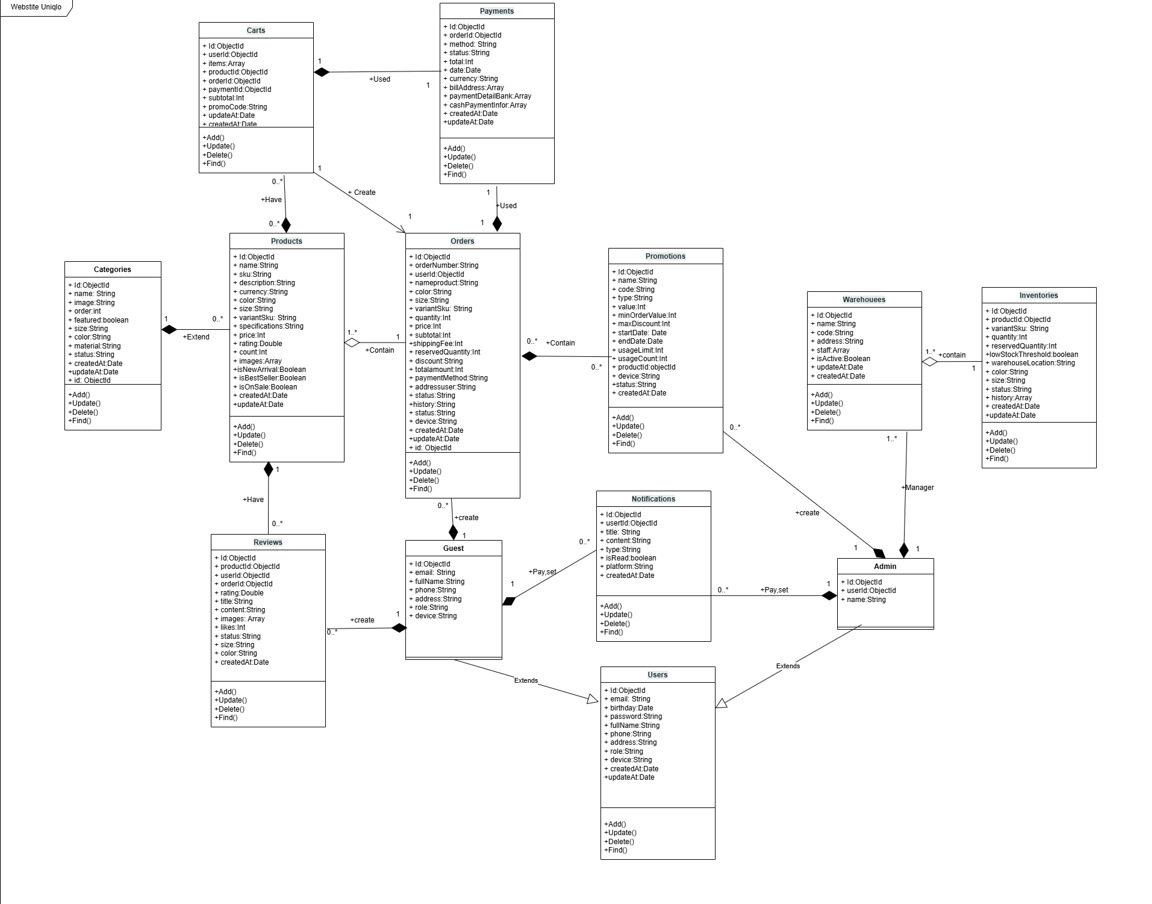 Webstite Uniqlo
Payments
+ Id:ObjectId
+ orderId:ObjectId
+ method: String
+ status:String
+ total:Int
+ date:Date
+ currency:String
+ billAddress:Array
+ paymentDetailBank:Array
+ cashPaymentInfor:Array
+ createdAt:Date
+updateAt:Date
+Add()
+Update()
+Delete()
+Find()
Carts
+ Id:ObjectId
+ userId:ObjectId
+ items:Array
+ productId:ObjectId
+ orderId:ObjectId
+ paymentId:ObjectId
+ subtotal:Int
+ promoCode:String
+ updateAt:Date
+ createdAt:Date
+Add()
+Update()
+Delete()
+Find()
1
+Used
1
1
+ Create
1
0..*
+Have
0..*
1
+Used
1
Products
+ Id:ObjectId
+ name:String
+ sku:String
+ description:String
+ currency:String
+ color:String
+ size:String
+ variantSku: String
+ specifications:String
+ price:Int
+ rating:Double
+ count:Int
+ images:Array
+isNewArrival:Boolean
+ isBestSeller:Boolean
+ isOnSale:Boolean
+ createdAt:Date
+updateAt:Date
+Add()
+Update()
+Delete()
+Find()
Orders
+ Id:ObjectId
+ orderNumber:String
+ userId:ObjectId
+ nameproduct:String
+ color:String
+ size:String
+ variantSku: String
+ quantity:Int
+ price:Int
+ subtotal:Int
+shippingFee:Int
+ reservedQuantity:Int
+ discount:String
+ totalamount:Int
+ paymentMethod:String
+ addressuser:String
+ status:String
+history:String
+ status:String
+ device:String
+ createdAt:Date
+updateAt:Date
+ id: ObjectId
+Add()
+Update()
+Delete()
+Find()
Categories
+ Id:ObjectId
+ name: String
+ image:String
+ order:int
+ featured:boolean
+ size:String
+ color:String
+ material:String
+ status:String
+ createdAt:Date
+updateAt:Date
+ id: ObjectId
+Add()
+Update()
+Delete()
+Find()
1
0..*
+Extend
1..*
1
+Contain
0..*
+Contain
0..*
Promotions
+ Id:ObjectId
+ name:String
+ code:String
+ type:String
+ value:Int
+ minOrderValue:Int
+ maxDiscount:Int
+ startDate: Date
+ endDate:Date
+ usageLimit:Int
+ usageCount:Int
+ productId:objectId
+ device:String
+status:String
+ createdAt:Date
+Add()
+Update()
+Delete()
+Find()
Warehouees
+ Id:ObjectId
+ name:String
+ code:String
+ address:String
+ staff:Array
+ isActive:Boolean
+ updateAt:Date
+ createdAt:Date
+Add()
+Update()
+Delete()
+Find()
1..*
+contain
1
Inventories
+ Id:ObjectId
+ productId:ObjectId
+ variantSku: String
+ quantity:Int
+ reservedQuantity:Int
+lowStockThreshold:boolean
+ warehouseLocation:String
+ color:String
+ size:String
+ status:String
+ history:Array
+ createdAt:Date
+updateAt:Date
+Add()
+Update()
+Delete()
+Find()
0..*
+create
1
1..*
+Manager
1
1
+Have
0..*
0..*
+create
1
Reviews
+ Id:ObjectId
+ productId:ObjectId
+ userId:ObjectId
+ orderId:ObjectId
+ rating:Double
+ title:String
+ content:String
+ images: Array
+ likes:Int
+ status:String
+ size:String
+ color:String
+ createdAt:Date
+Add()
+Update()
+Delete()
+Find()
Guest
+ Id:ObjectId
+ email: String
+ fullName:String
+ phone:String
+ address:String
+ role:String
+ device:String
1
+create
0..*
0..*
+Pay,set
1
Notifications
+ Id:ObjectId
+ usertId:ObjectId
+ title: String
+ content:String
+ type:String
+ isRead:boolean
+ platform:String
+ createdAt:Date
+Add()
+Update()
+Delete()
+Find()
0..*
+Pay,set
1
Admin
+ Id:ObjectId
+ userId:ObjectId
+ name:String
Extends
Extends
Users
+ Id:ObjectId
+ email: String
+ birthday:Date
+ password:String
+ fullName:String
+ phone:String
+ address:String
+ role:String
+ device:String
+ createdAt:Date
+updateAt:Date
+Add()
+Update()
+Delete()
+Find()